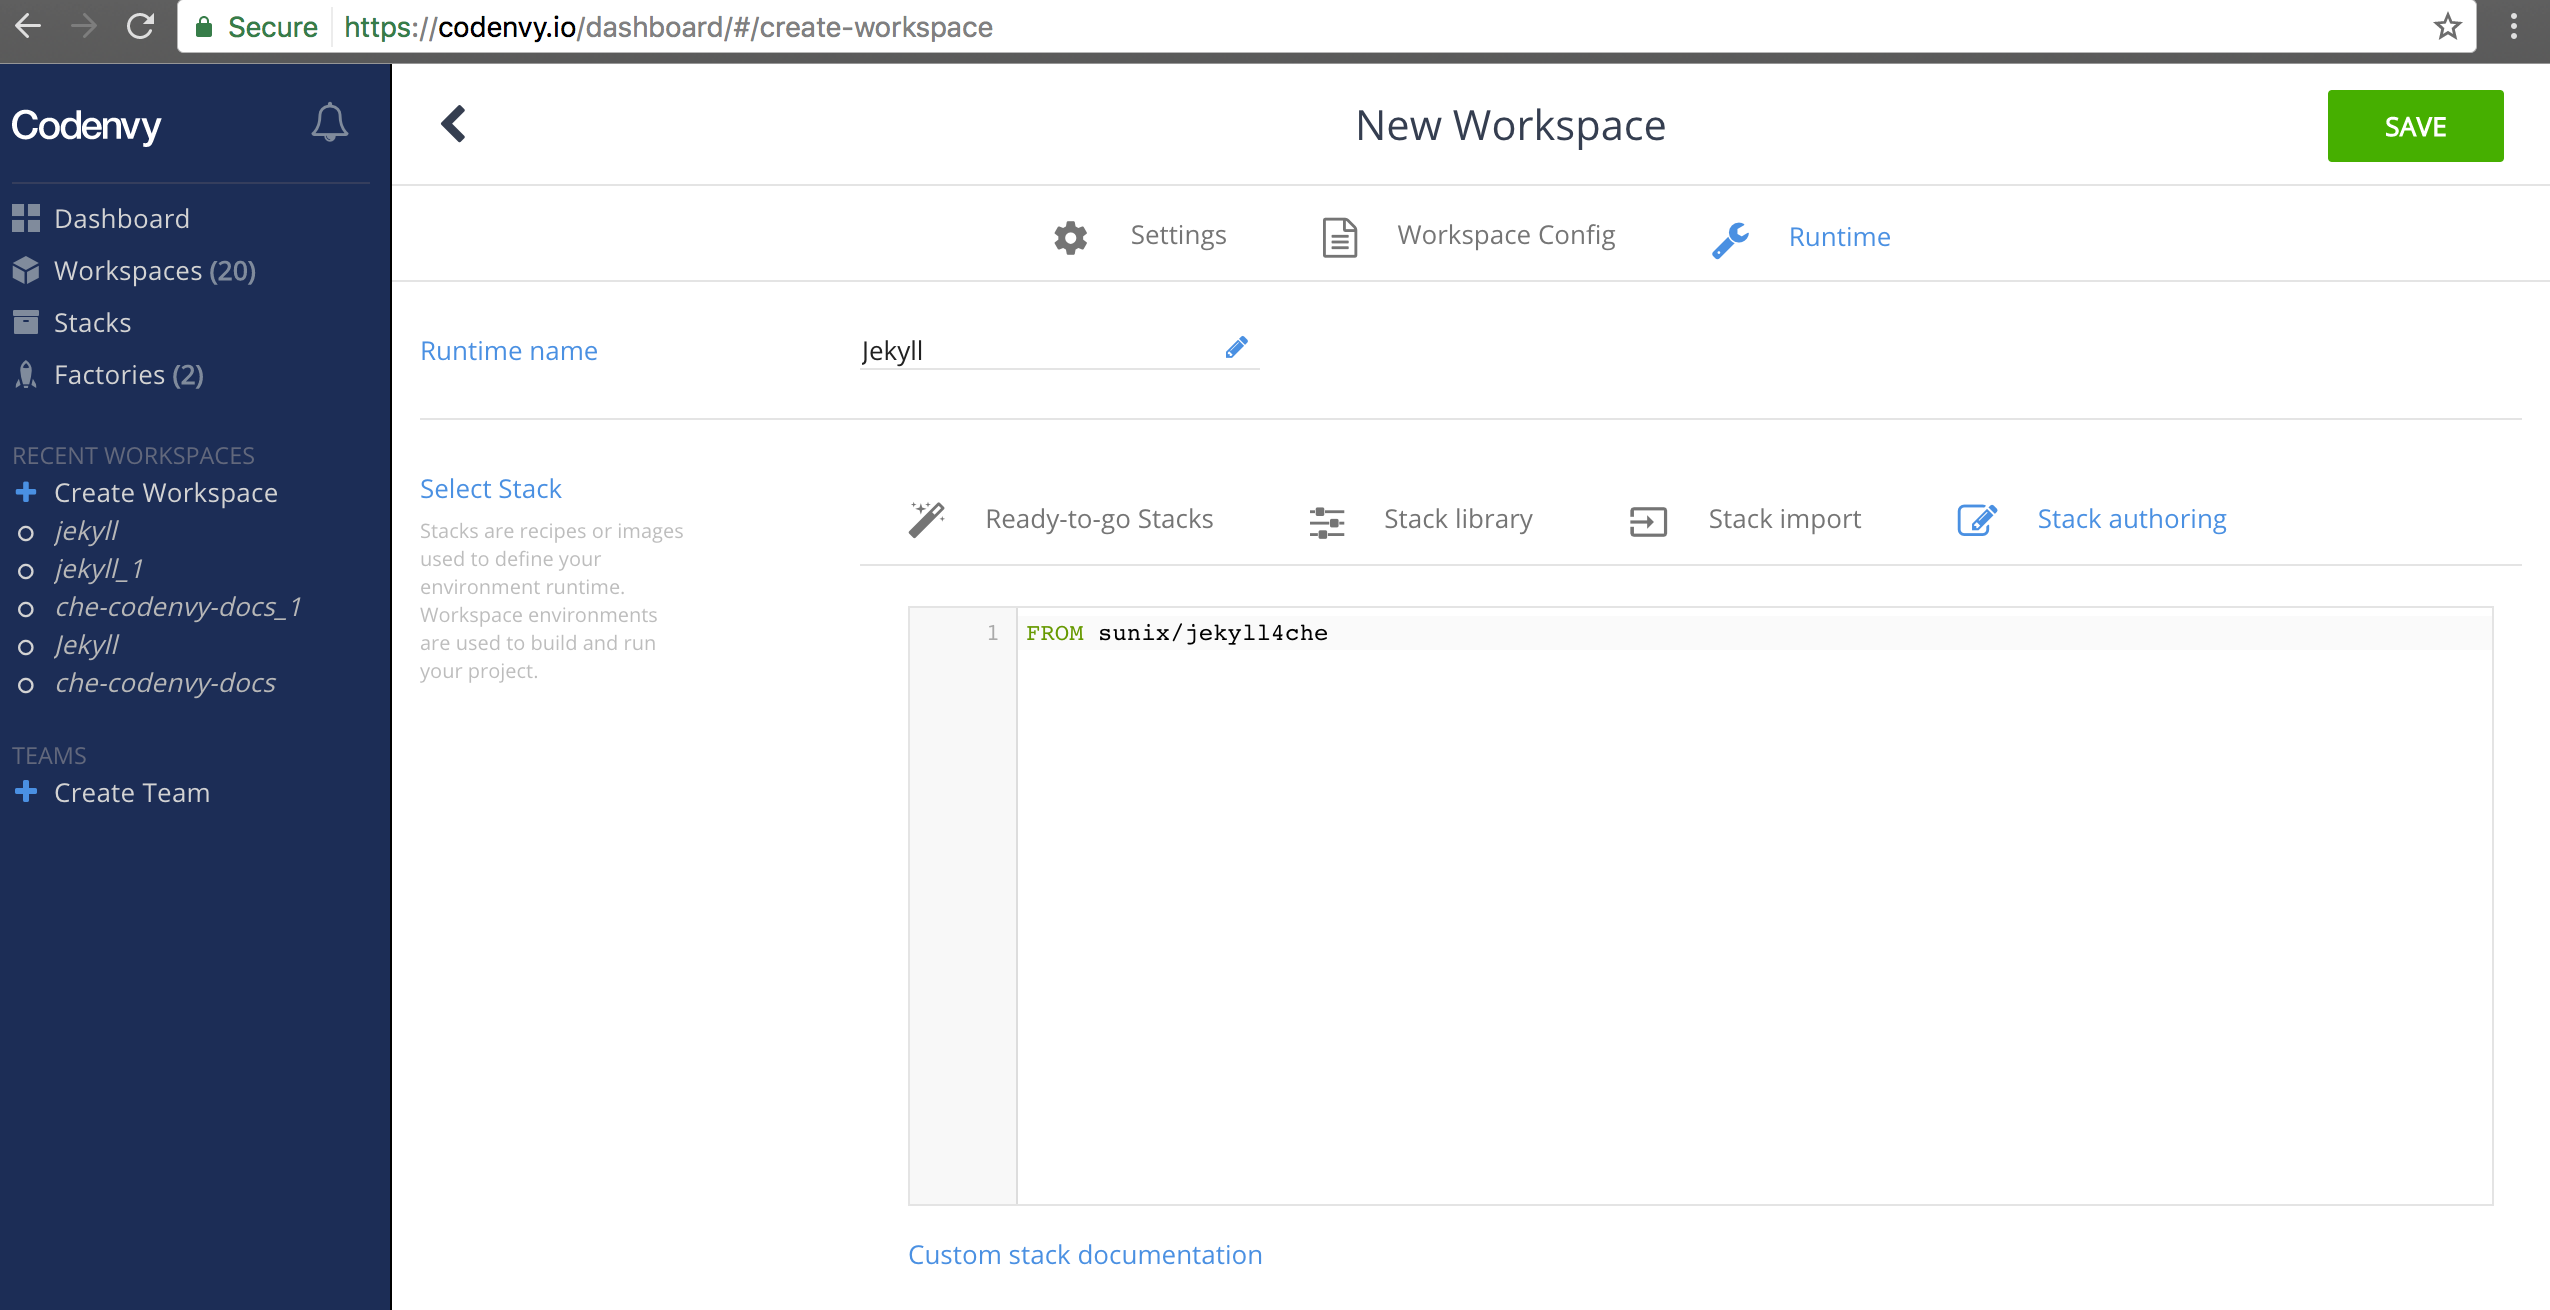 Secure https://codenvy.io/dashboard/#/create-workspace
Codenvy
Dashboard
Workspaces (20)
Stacks
Factories (2)
RECENT WORKSPACES
Create Workspace
jekyll
jekyll_1
che-codenvy-docs_1
Jekyll
che-codenvy-docs
TEAMS
Create Team
New Workspace
SAVE
Settings
Workspace Config
Runtime
Runtime name
Jekyll
Select Stack
Stacks are recipes or images
used to define your
environment runtime.
Workspace environments
are used to build and run
your project.
Ready-to-go Stacks
Stack library
Stack import
Stack authoring
1 FROM sunix/jekyll4che
Custom stack documentation